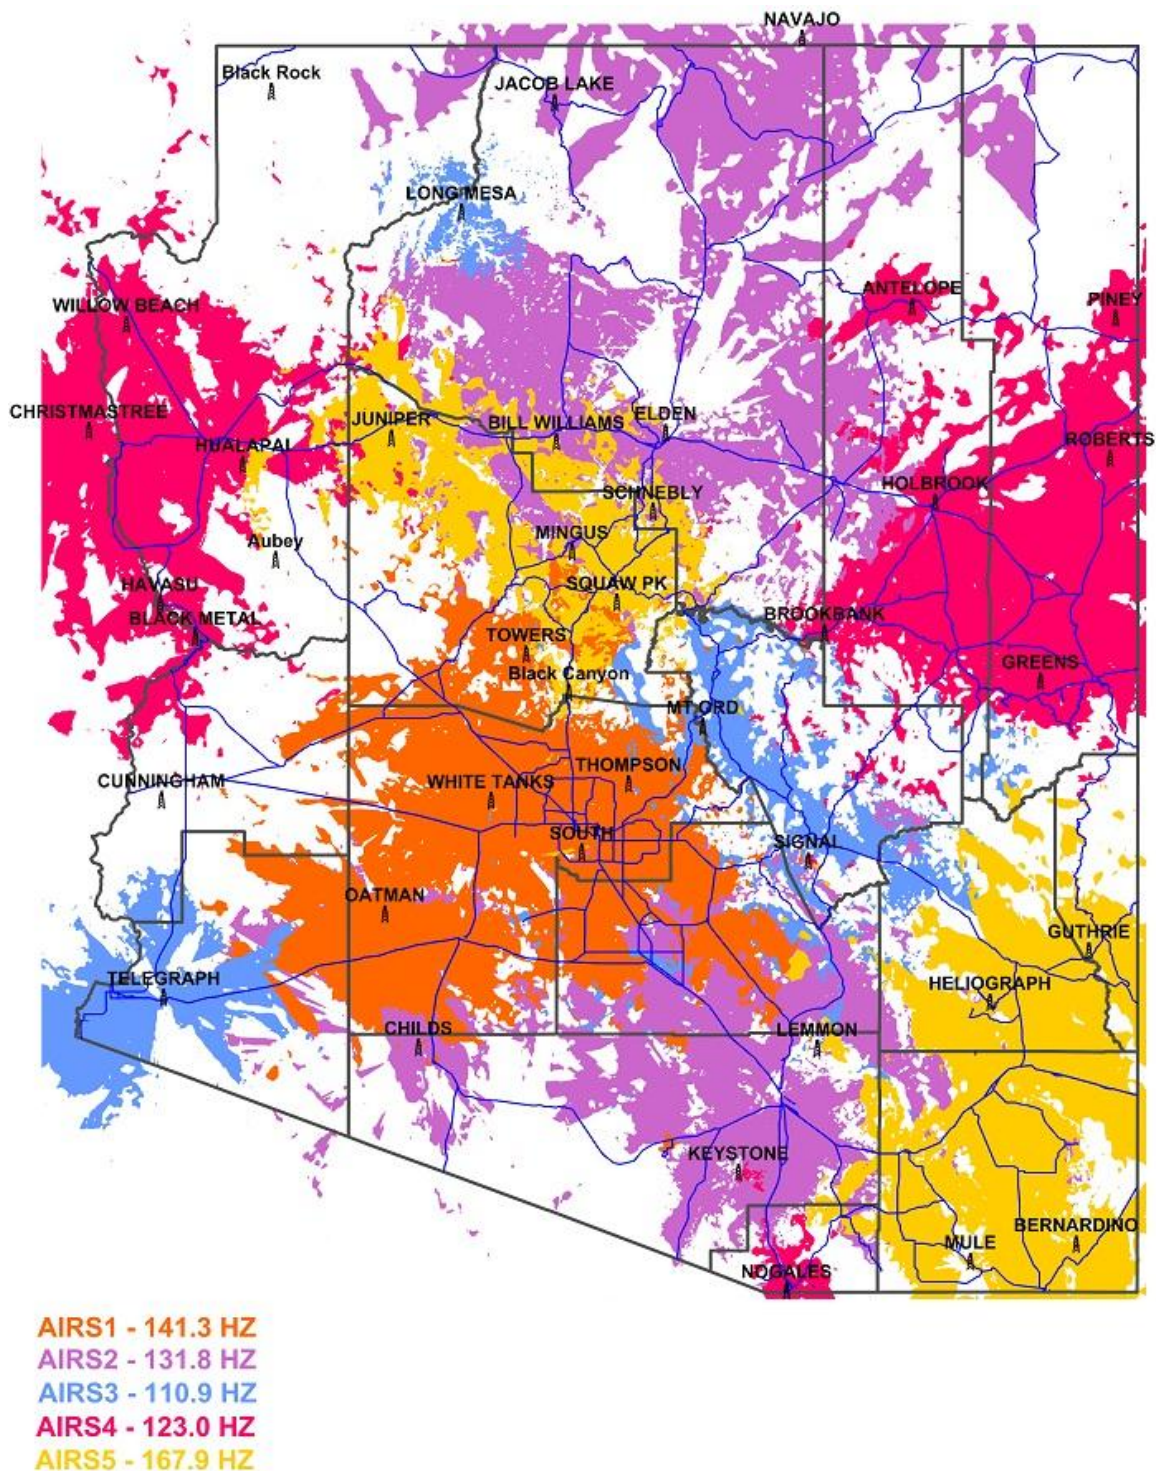 NAVAJO
Black Rock
JACOB LAKE
LONG MESA
ANTELOPE
PINEY
WILLOW BEACH
CHRISTMASTREE
JUNIPER
BILL WILLIAMS
ELDEN
HUALAPAI
ROBERTS
HOLBROOK
SCHNEBLY
MINGUS
Aubey
SQUAW PK
HAVASU
BLACK METAL
BROOKBANK
TOWERS
Black Canyon
GREENS
MT ORD
THOMPSON
CUNNINGHAM
WHITE TANKS
SOUTH
SIGNAL
OATMAN
GUTHRIE
TELEGRAPH
HELIOGRAPH
CHILDS
LEMMON
KEYSTONE
BERNARDINO
MULE
NOGALES
AIRS1 - 141.3 HZ
AIRS2 - 131.8 HZ
AIRS3 - 110.9 HZ
AIRS4 - 123.0 HZ
AIRS5 - 167.9 HZ